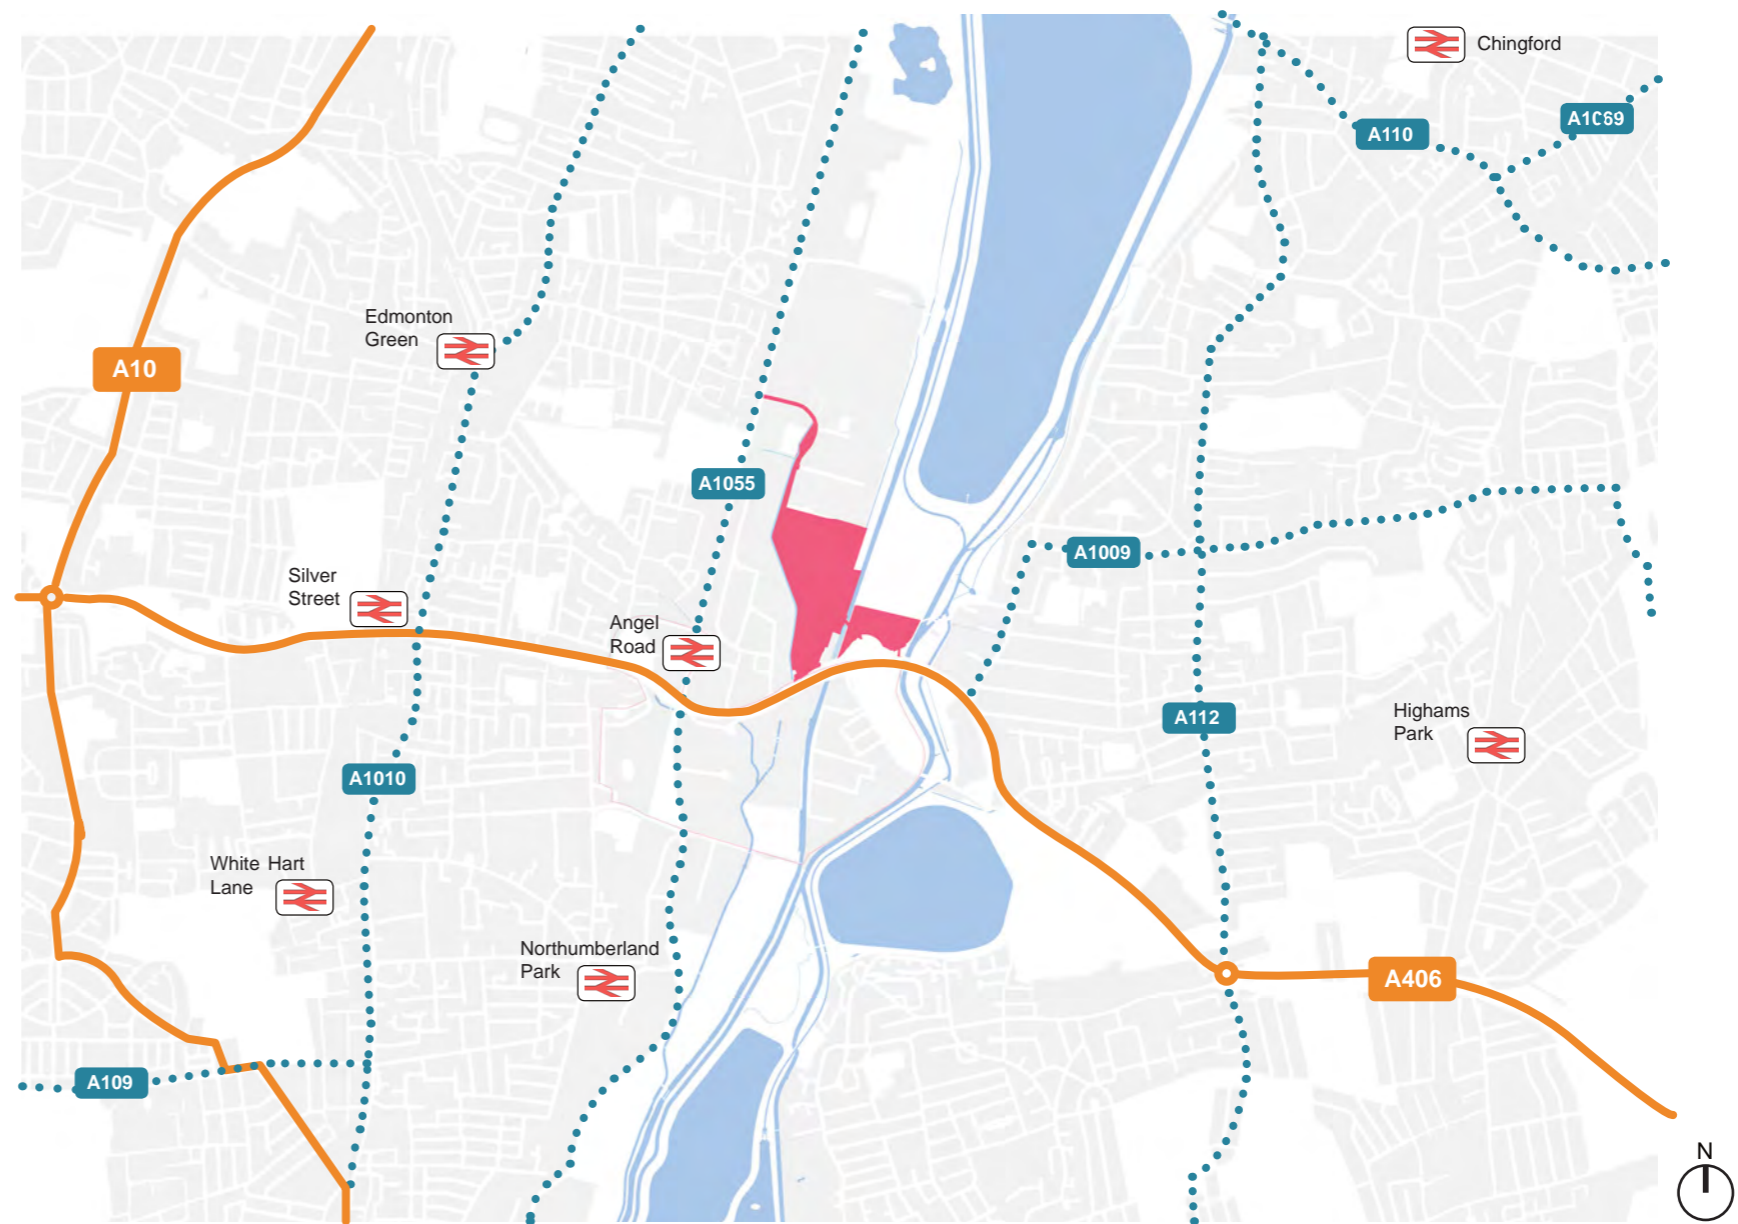 Chingford
A1069
A110
Edmonton
Green
A10
A1055
A1009
Silver
Street
Angel
Road
Highams
Park
A112
A1010
White Hart
Lane
Northumberland
Park
A406
A109
N